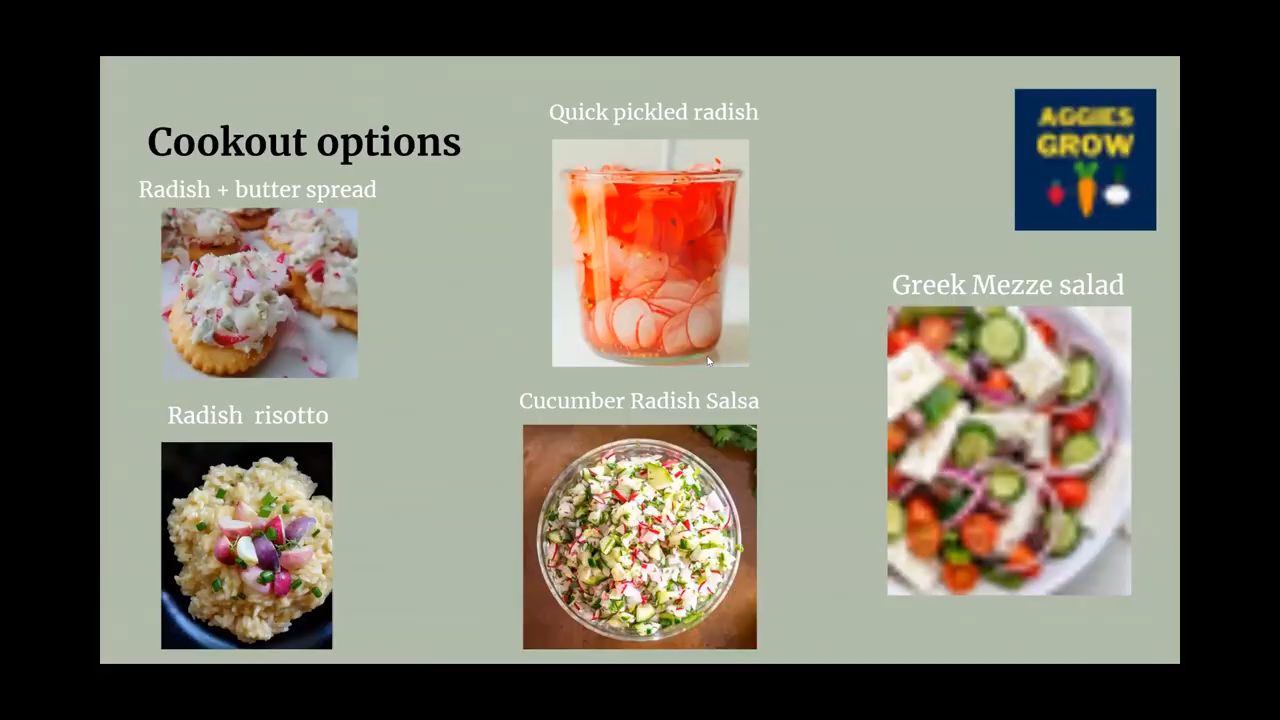 Cookout options
Radish + butter spread
Radish risotto
Quick pickled radish
Cucumber Radish Salsa
AGGIES
GROW
Greek Mezze salad